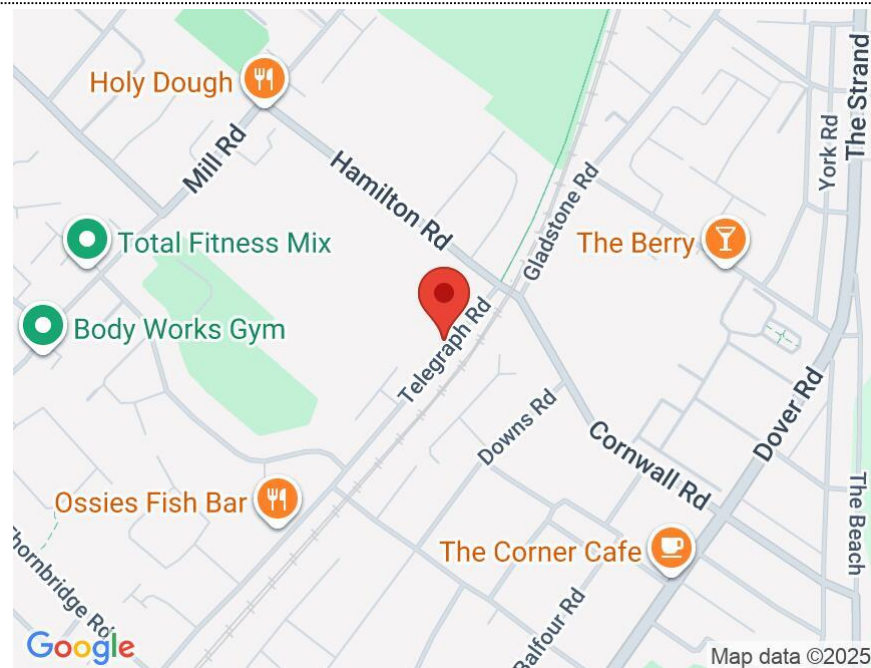 Holy Dough
Mill Rd
Hamilton Rd
The Strand
York Rd
Gladstone Rd
The Berry
Total Fitness Mix
Body Works Gym
Telegraph Rd
Downs Rd
Dover Rd
Cornwall Rd
The Beach
Ossies Fish Bar
The Corner Cafe
Thornbridge Rd
Balfour Rd
Google
Map data ©2025